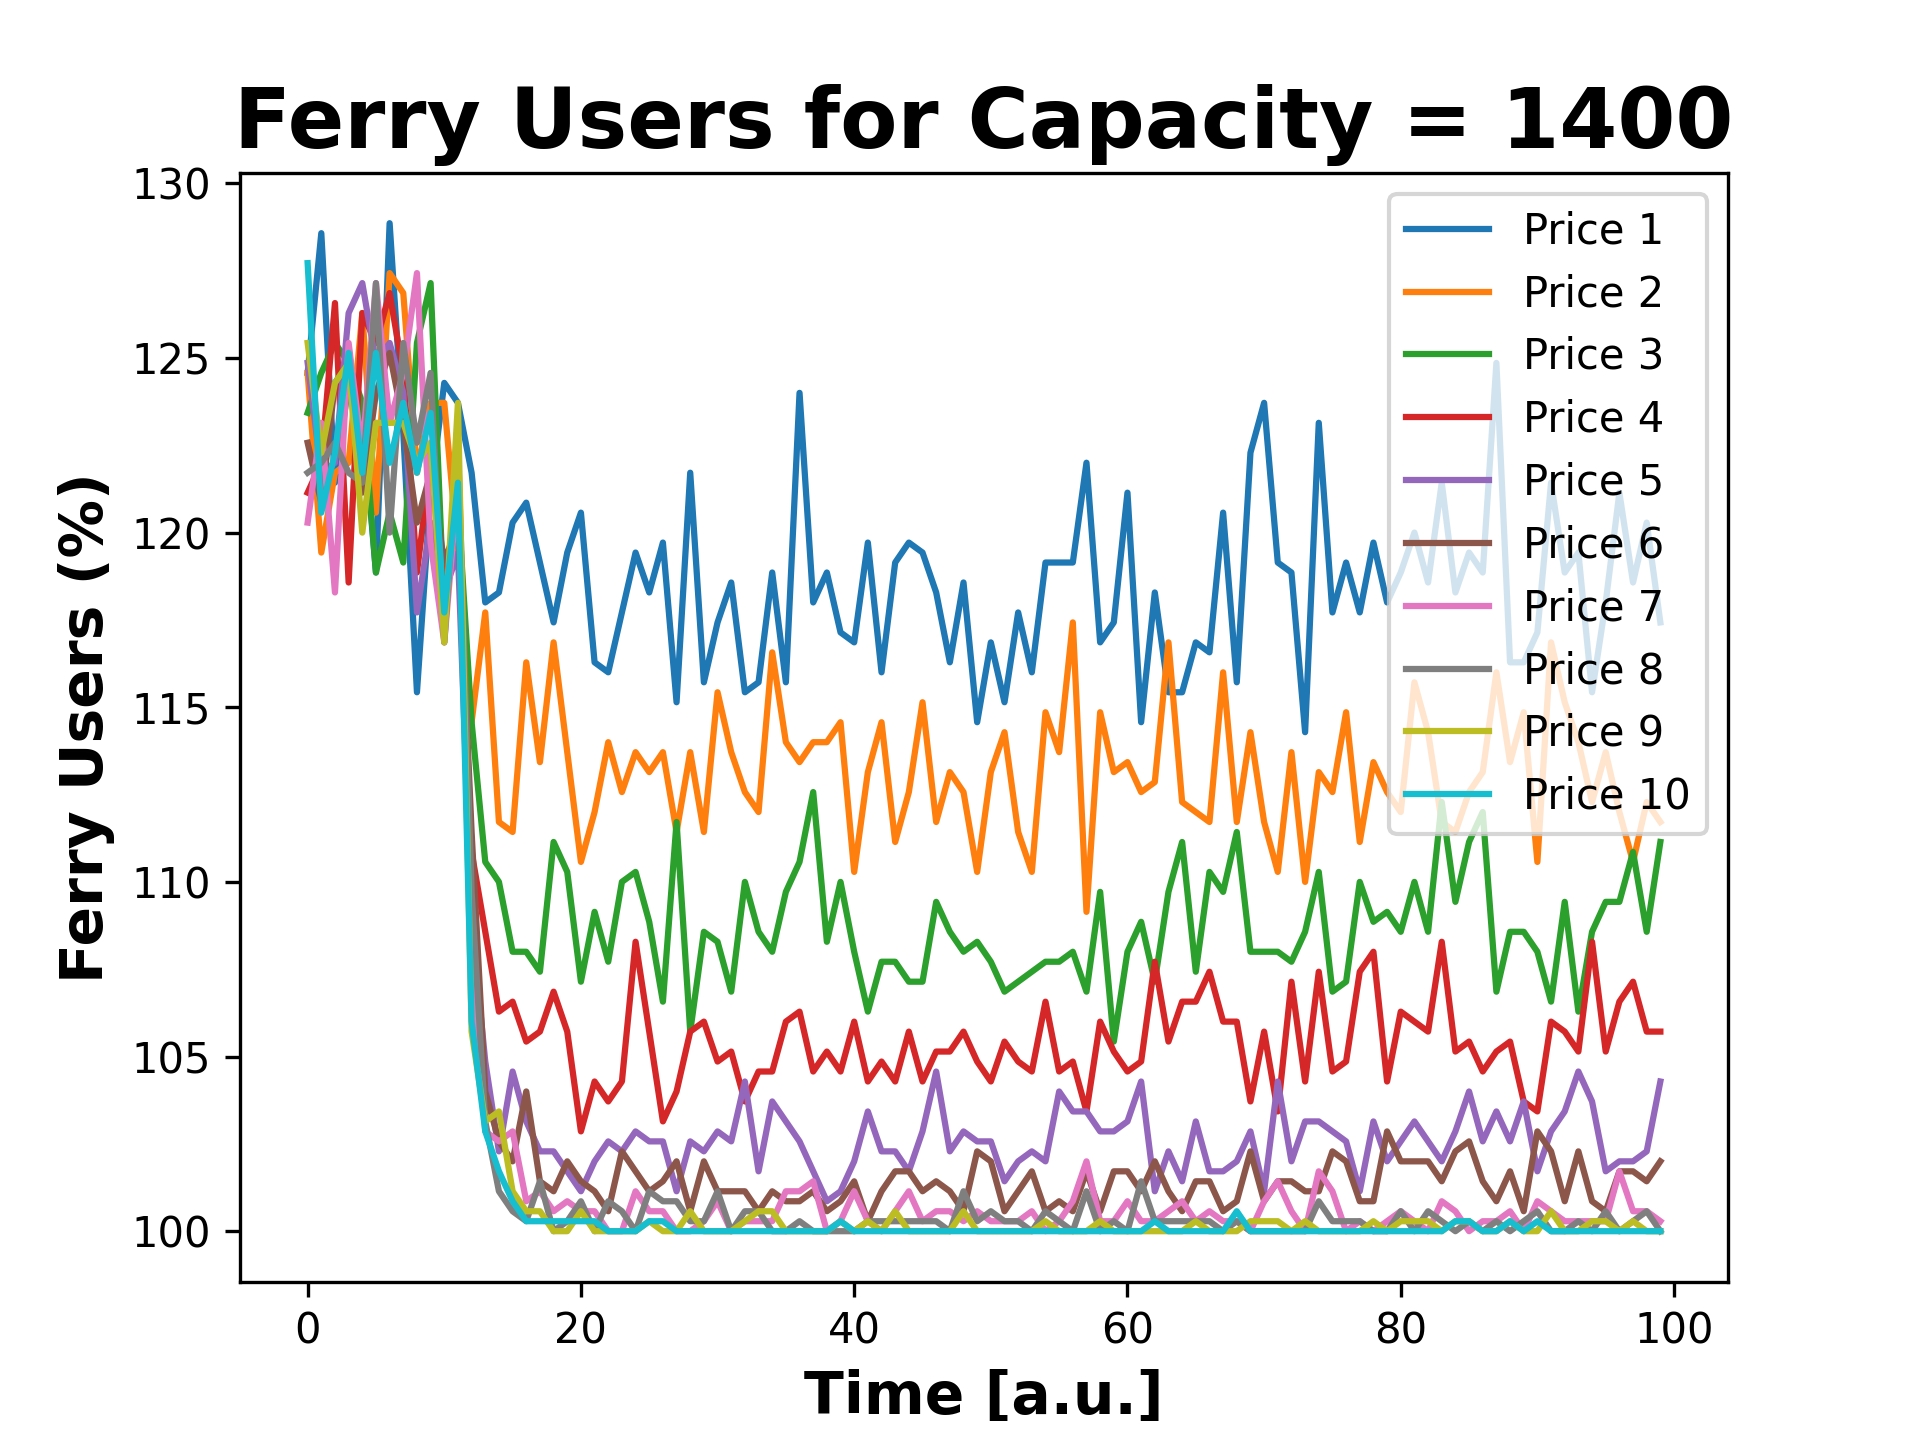 Ferry Users for Capacity = 1400
Ferry Users (%)
130
125
120
115
110
105
100
Price 1
Price 2
Price 3
Price 4
Price 5
Price 6
Price 7
Price 8
Price 9
Price 10
0 20 40 60 80 100
Time [a.u.]